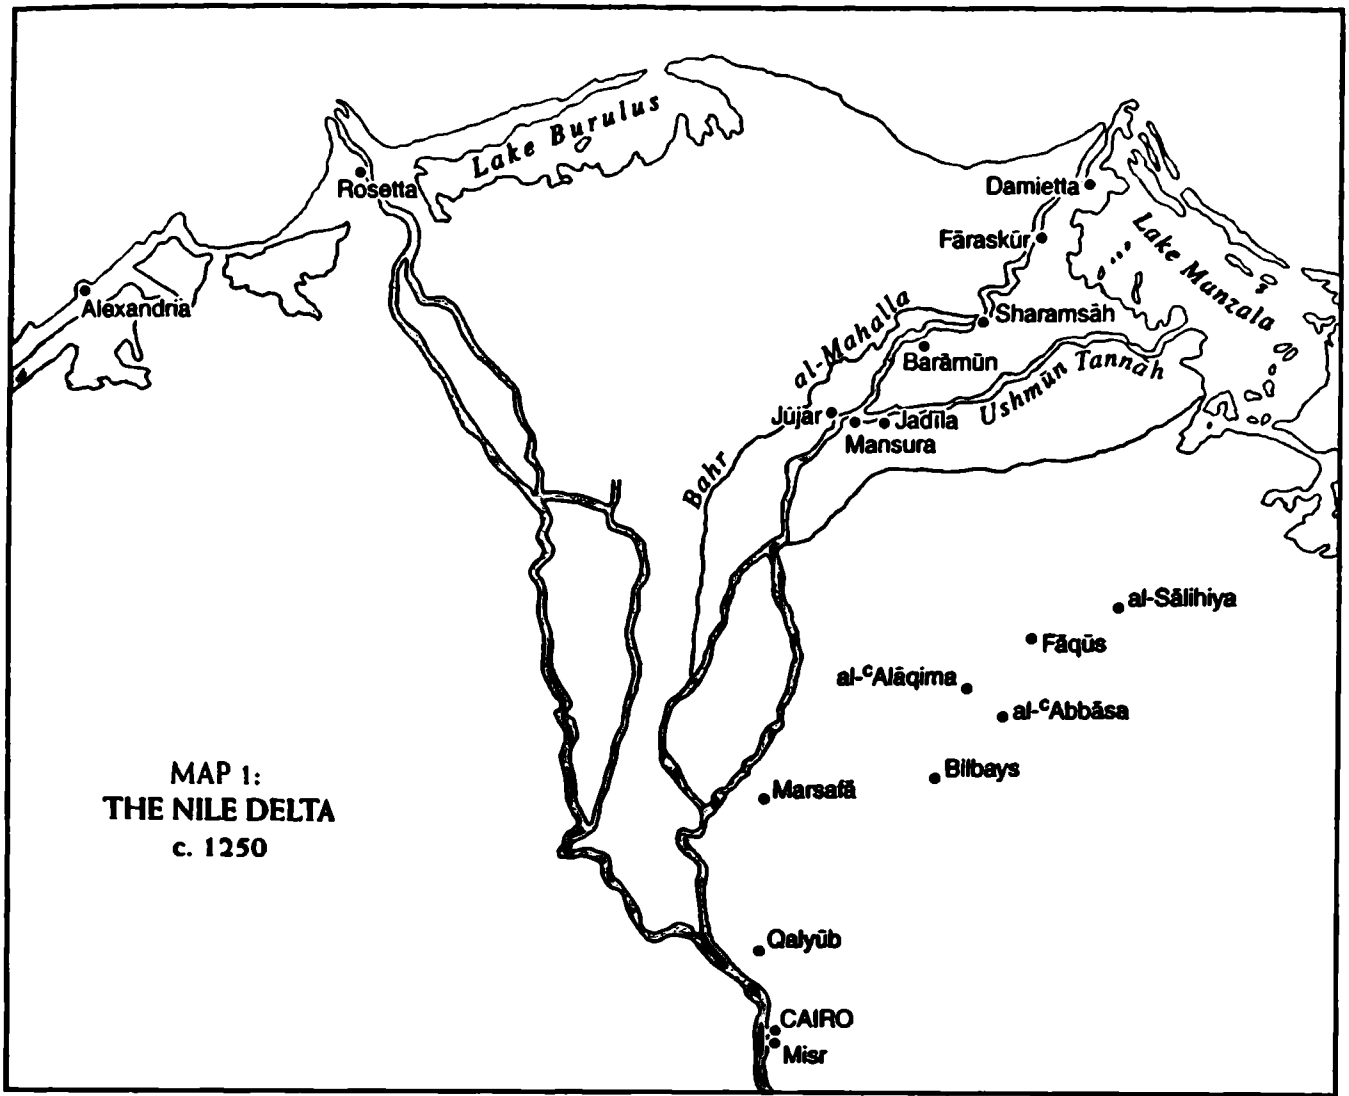 Lake Burulus
Rosetta
Damietta
Lake Manzala
Fāraskūr
Alexandria
Sharamsāh
Barāmūn
Bahr al-Mahalla
Ushmūn Tannāh
Jūjar
Jadīla
Mansura
al-Sālihiya
Fāqūs
al-ᶜAlāqima
al-ᶜAbbāsa
Bilbays
Marsafā
MAP 1:
THE NILE DELTA
c. 1250
Qalyūb
CAIRO
Misr